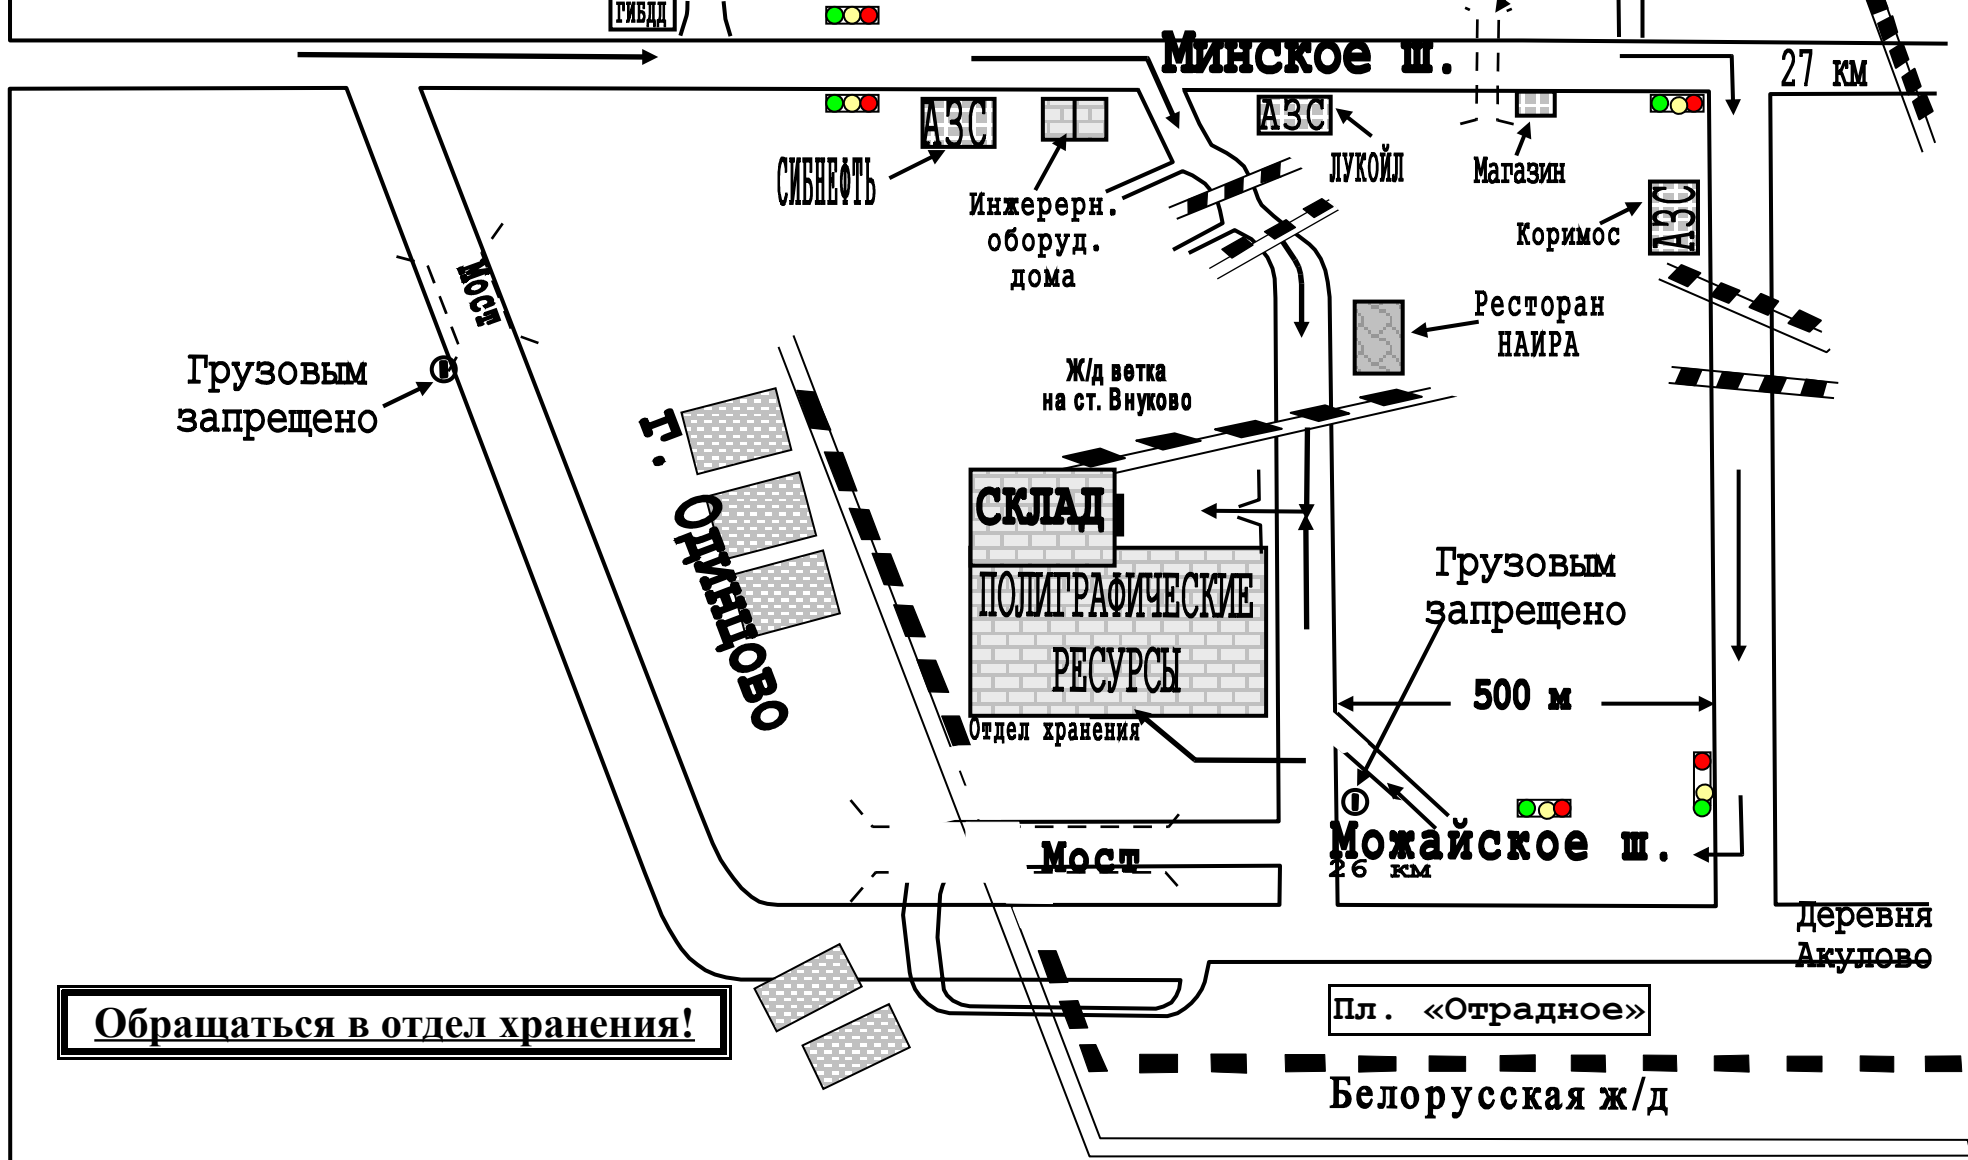 ГИБДД
Минское ш.
27 км
АЗС
АЗС
СИБНЕФТЬ
ЛУКОЙЛ
Магазин
АЗС
Инжерерн.
оборуд.
дома
Коримос
Мост
Ресторан
НАИРА
Грузовым
запрещено
Ж/д ветка
на ст. Внуково
г. Одинцово
СКЛАД
ПОЛИГРАФИЧЕСКИЕ
РЕСУРСЫ
Отдел хранения
Грузовым
запрещено
500 м
Можайское ш.
26 км
Мост
Деревня
Акулово
Обращаться в отдел хранения!
Пл. «Отрадное»
Белорусская ж/д